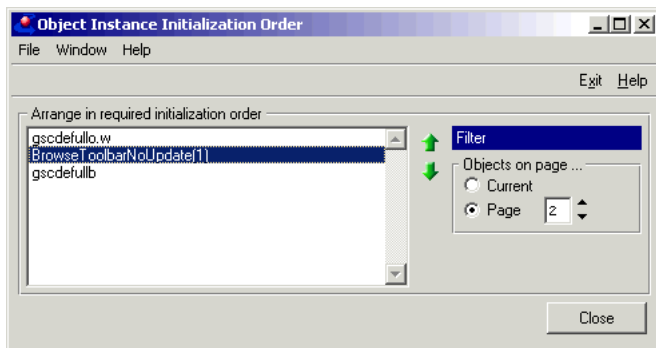 Object Instance Initialization Order
File Window Help
Exit Help
Arrange in required initialization order
gscdefullo.w
BrowseToolbarNoUpdate(1)
gscdefullb
Filter
Objects on page ...
Current
Page 2
Close